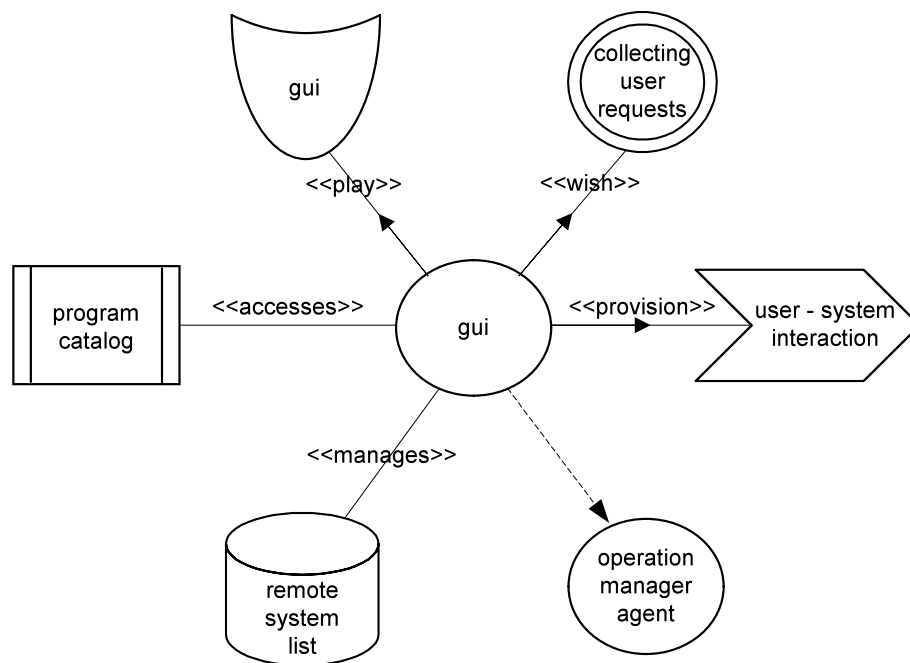 gui
collecting
user
requests
<<play>>
<<wish>>
program
catalog
<<accesses>>
gui
<<provision>>
user - system
interaction
<<manages>>
remote
system
list
operation
manager
agent